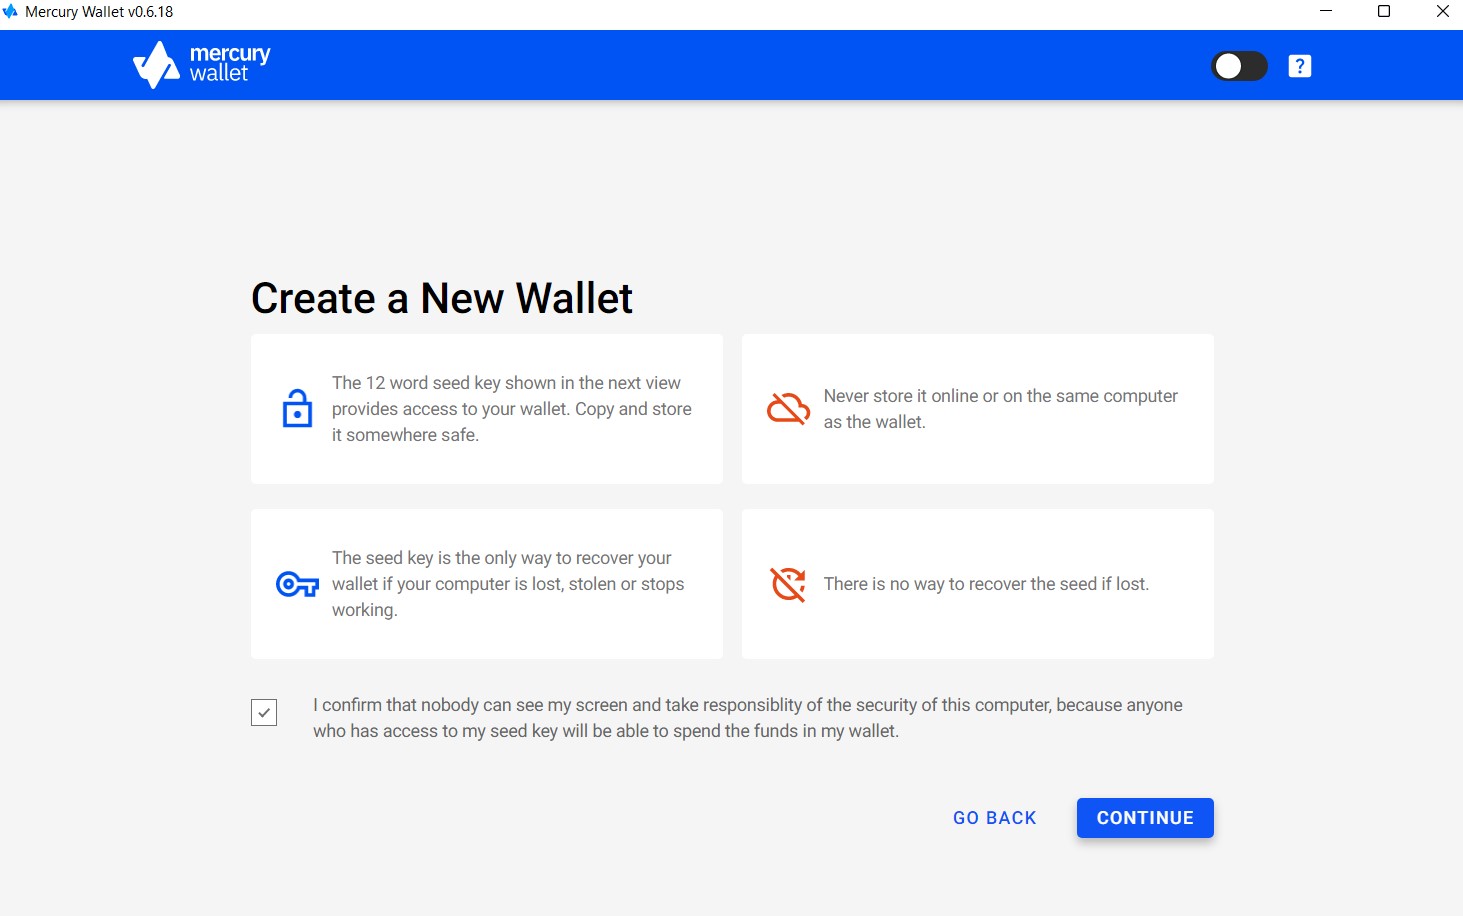 Mercury Wallet v0.6.18
mercury
wallet
?
Create a New Wallet
The 12 word seed key shown in the next view
provides access to your wallet. Copy and store
it somewhere safe.
Never store it online or on the same computer
as the wallet.
The seed key is the only way to recover your
wallet if your computer is lost, stolen or stops
working.
There is no way to recover the seed if lost.
I confirm that nobody can see my screen and take responsiblity of the security of this computer, because anyone
who has access to my seed key will be able to spend the funds in my wallet.
GO BACK
CONTINUE